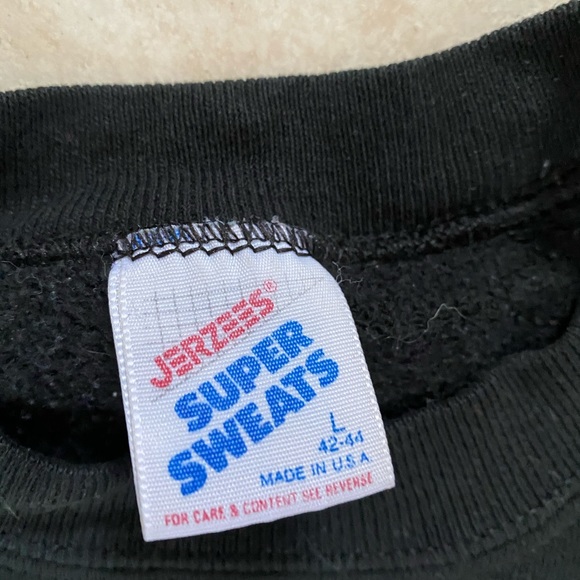 JERZEES®
SUPER
SWEATS
L
42-44
MADE IN U.S.A
FOR CARE & CONTENT SEE REVERSE